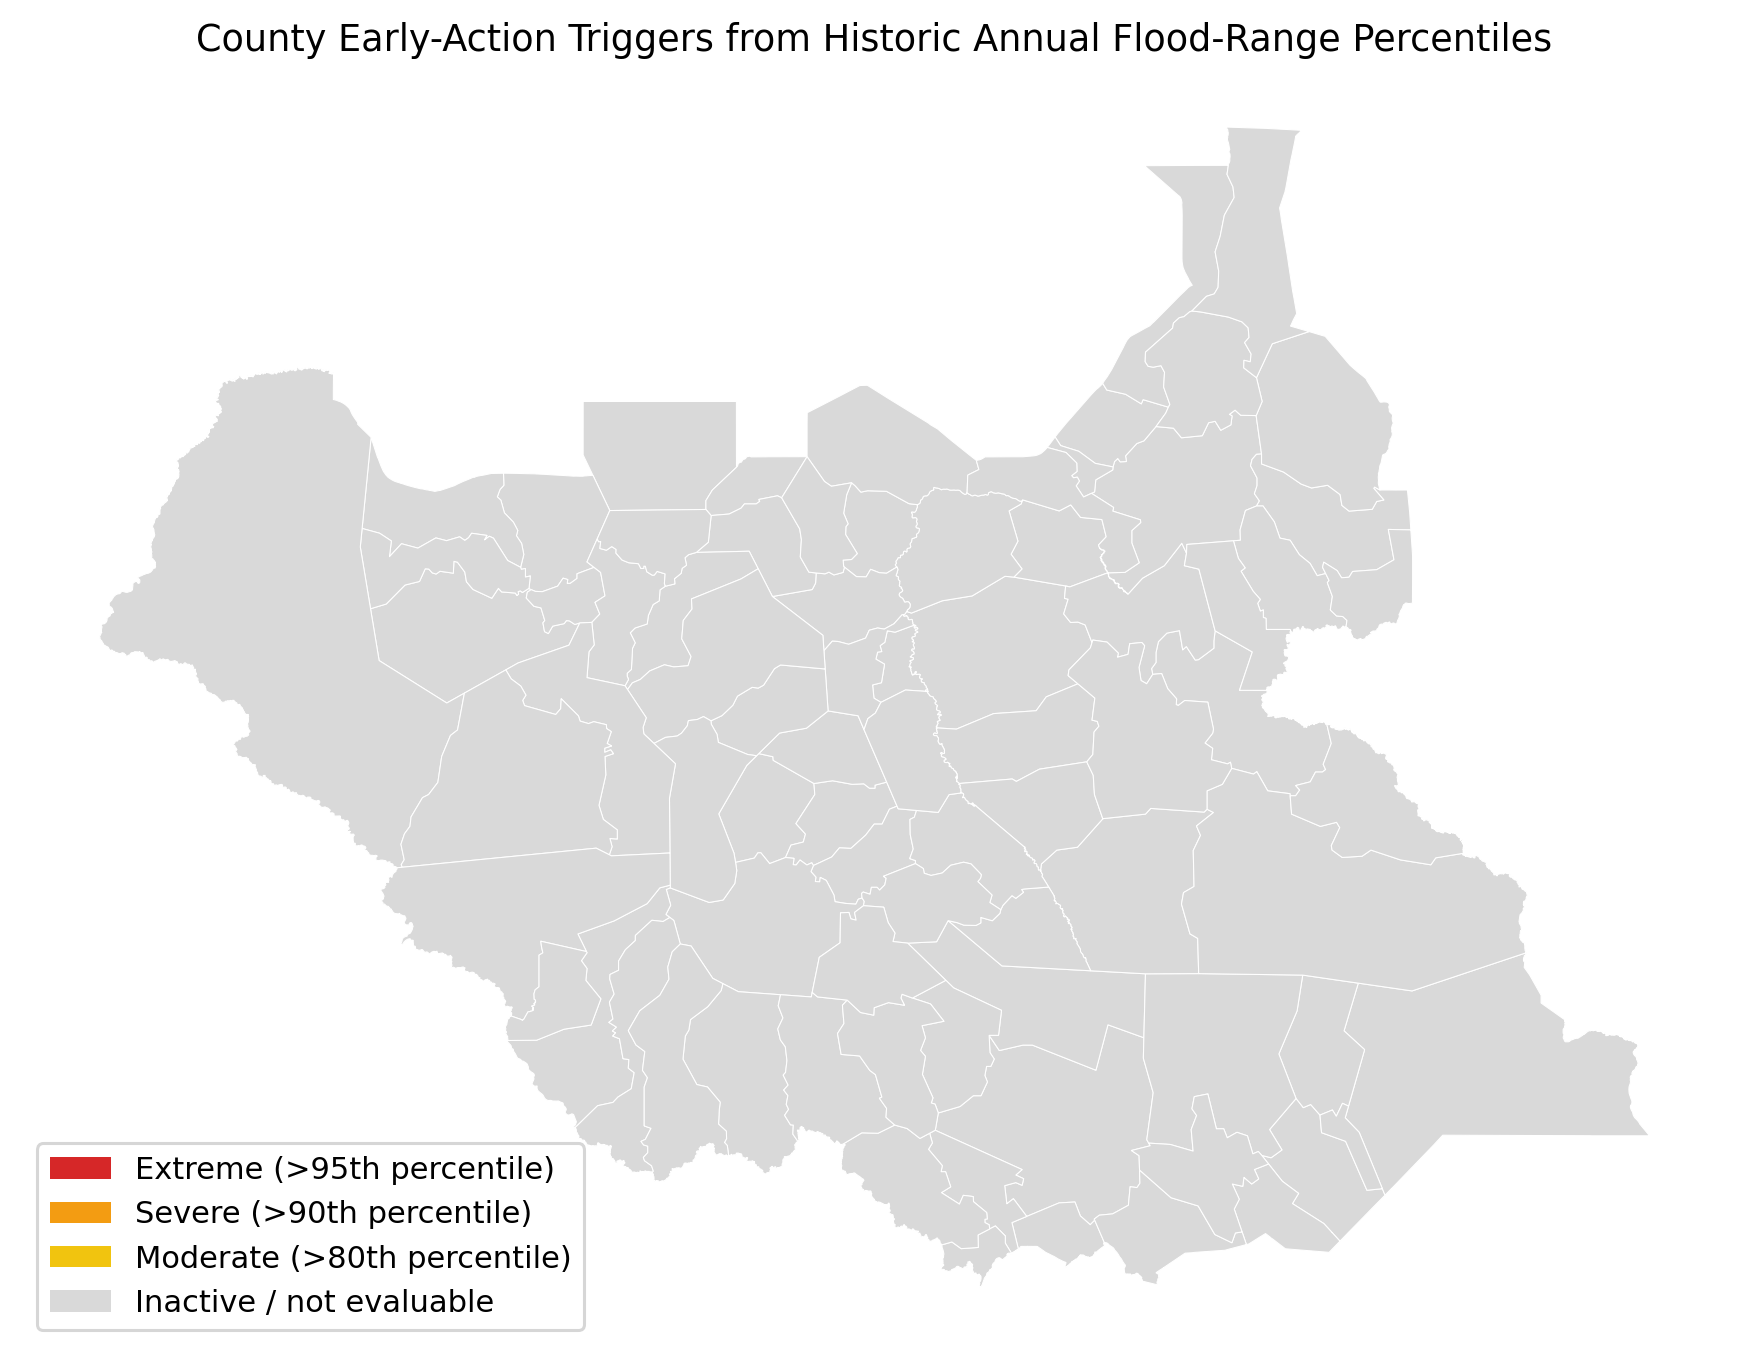 County Early-Action Triggers from Historic Annual Flood-Range Percentiles
Extreme (>95th percentile)
Severe (>90th percentile)
Moderate (>80th percentile)
Inactive / not evaluable